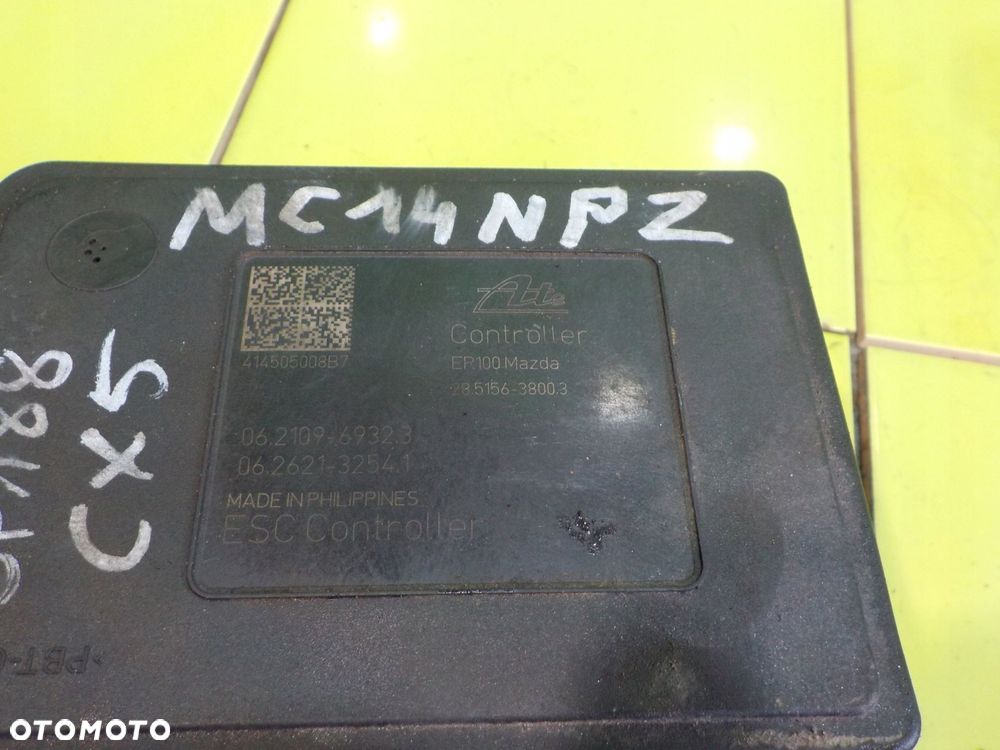 MC14NPZ
Ate
Controller
414505008B7
EP100 Mazda
28.5156-3800.3
06.2109-6932.3
06.2621-3254.1
MADE IN PHILIPPINES
ESC Controller
CX5
OTOMOTO